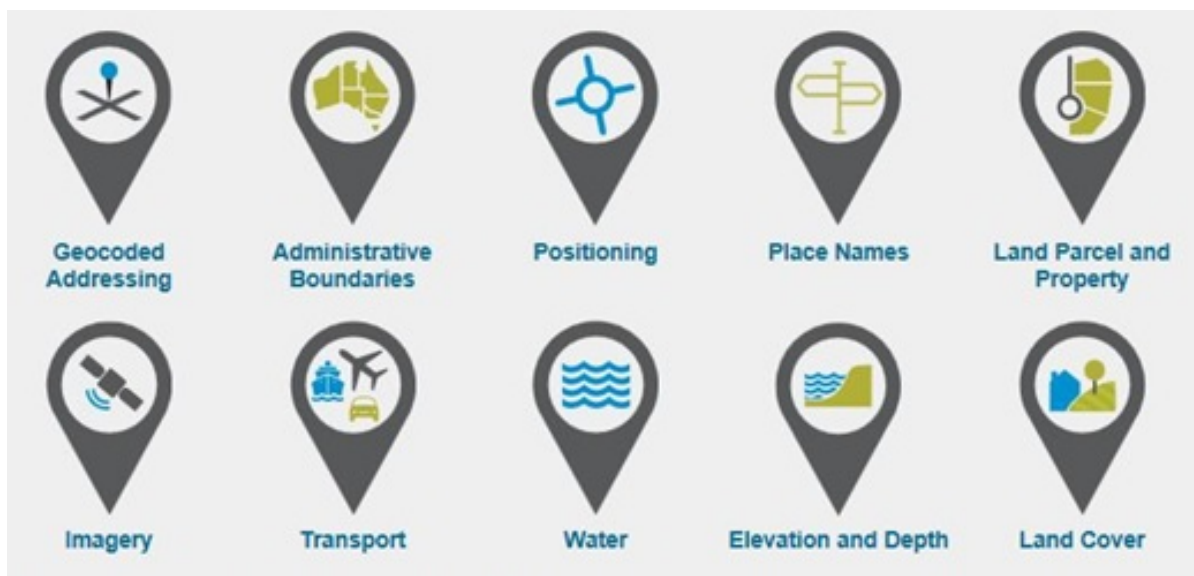 Geocoded
Addressing
Administrative
Boundaries
Positioning
Place Names
Land Parcel and
Property
Imagery
Transport
Water
Elevation and Depth
Land Cover